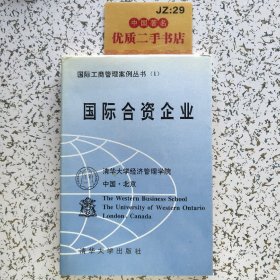 JZ:29
中国书店
优质二手书店
国际工商管理案例丛书（1）
国际合资企业
清华大学经济管理学院
中国·北京
The Western Business School
The University of Western Ontario
London, Canada
清华大学出版社